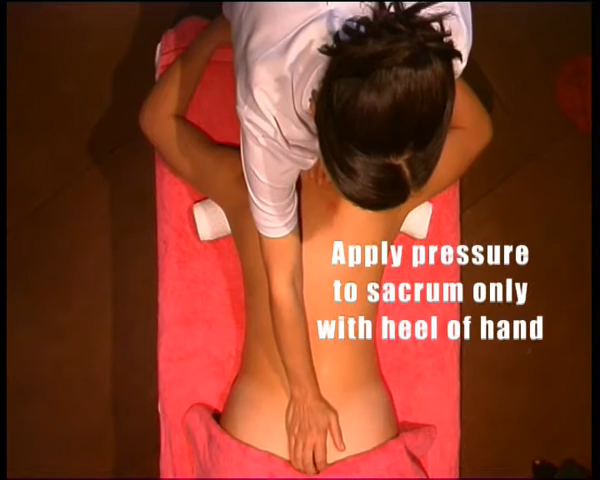 Apply pressure
to sacrum only
with heel of hand